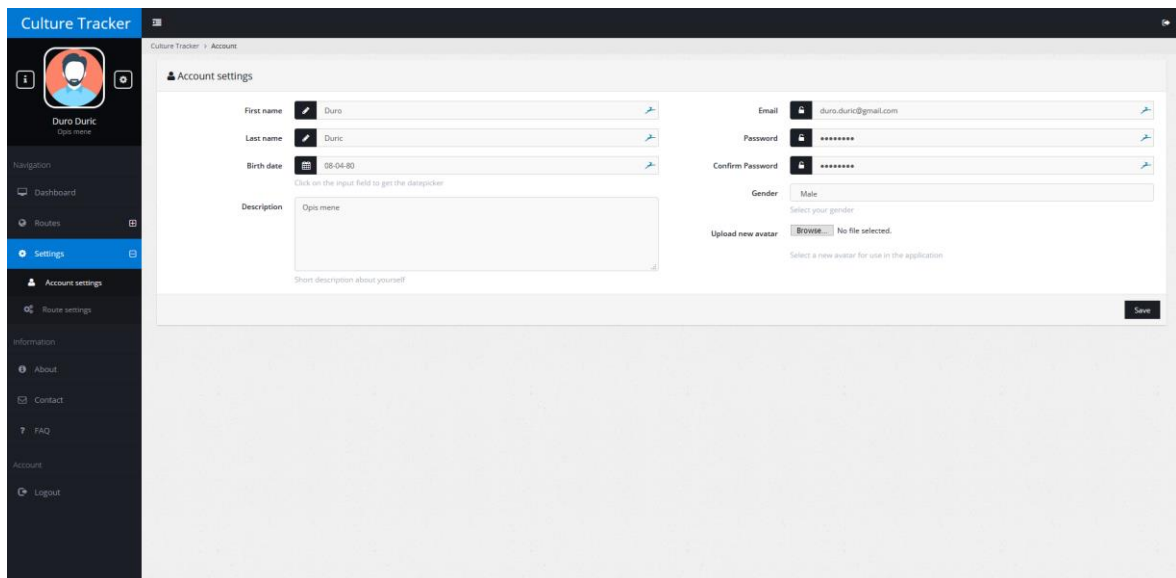 Culture Tracker
Duro Duric
Opis mene
Navigation
Dashboard
Routes
Settings
Account settings
Route settings
Information
About
Contact
? FAQ
Account
Logout
Culture Tracker › Account
Account settings
First name Duro
Last name Duric
Birth date 08-04-80
Click on the input field to get the datepicker
Description Opis mene
Short description about yourself
Email duro.duric@gmail.com
Password ••••••••
Confirm Password ••••••••
Gender Male
Select your gender
Upload new avatar Browse... No file selected.
Select a new avatar for use in the application
Save